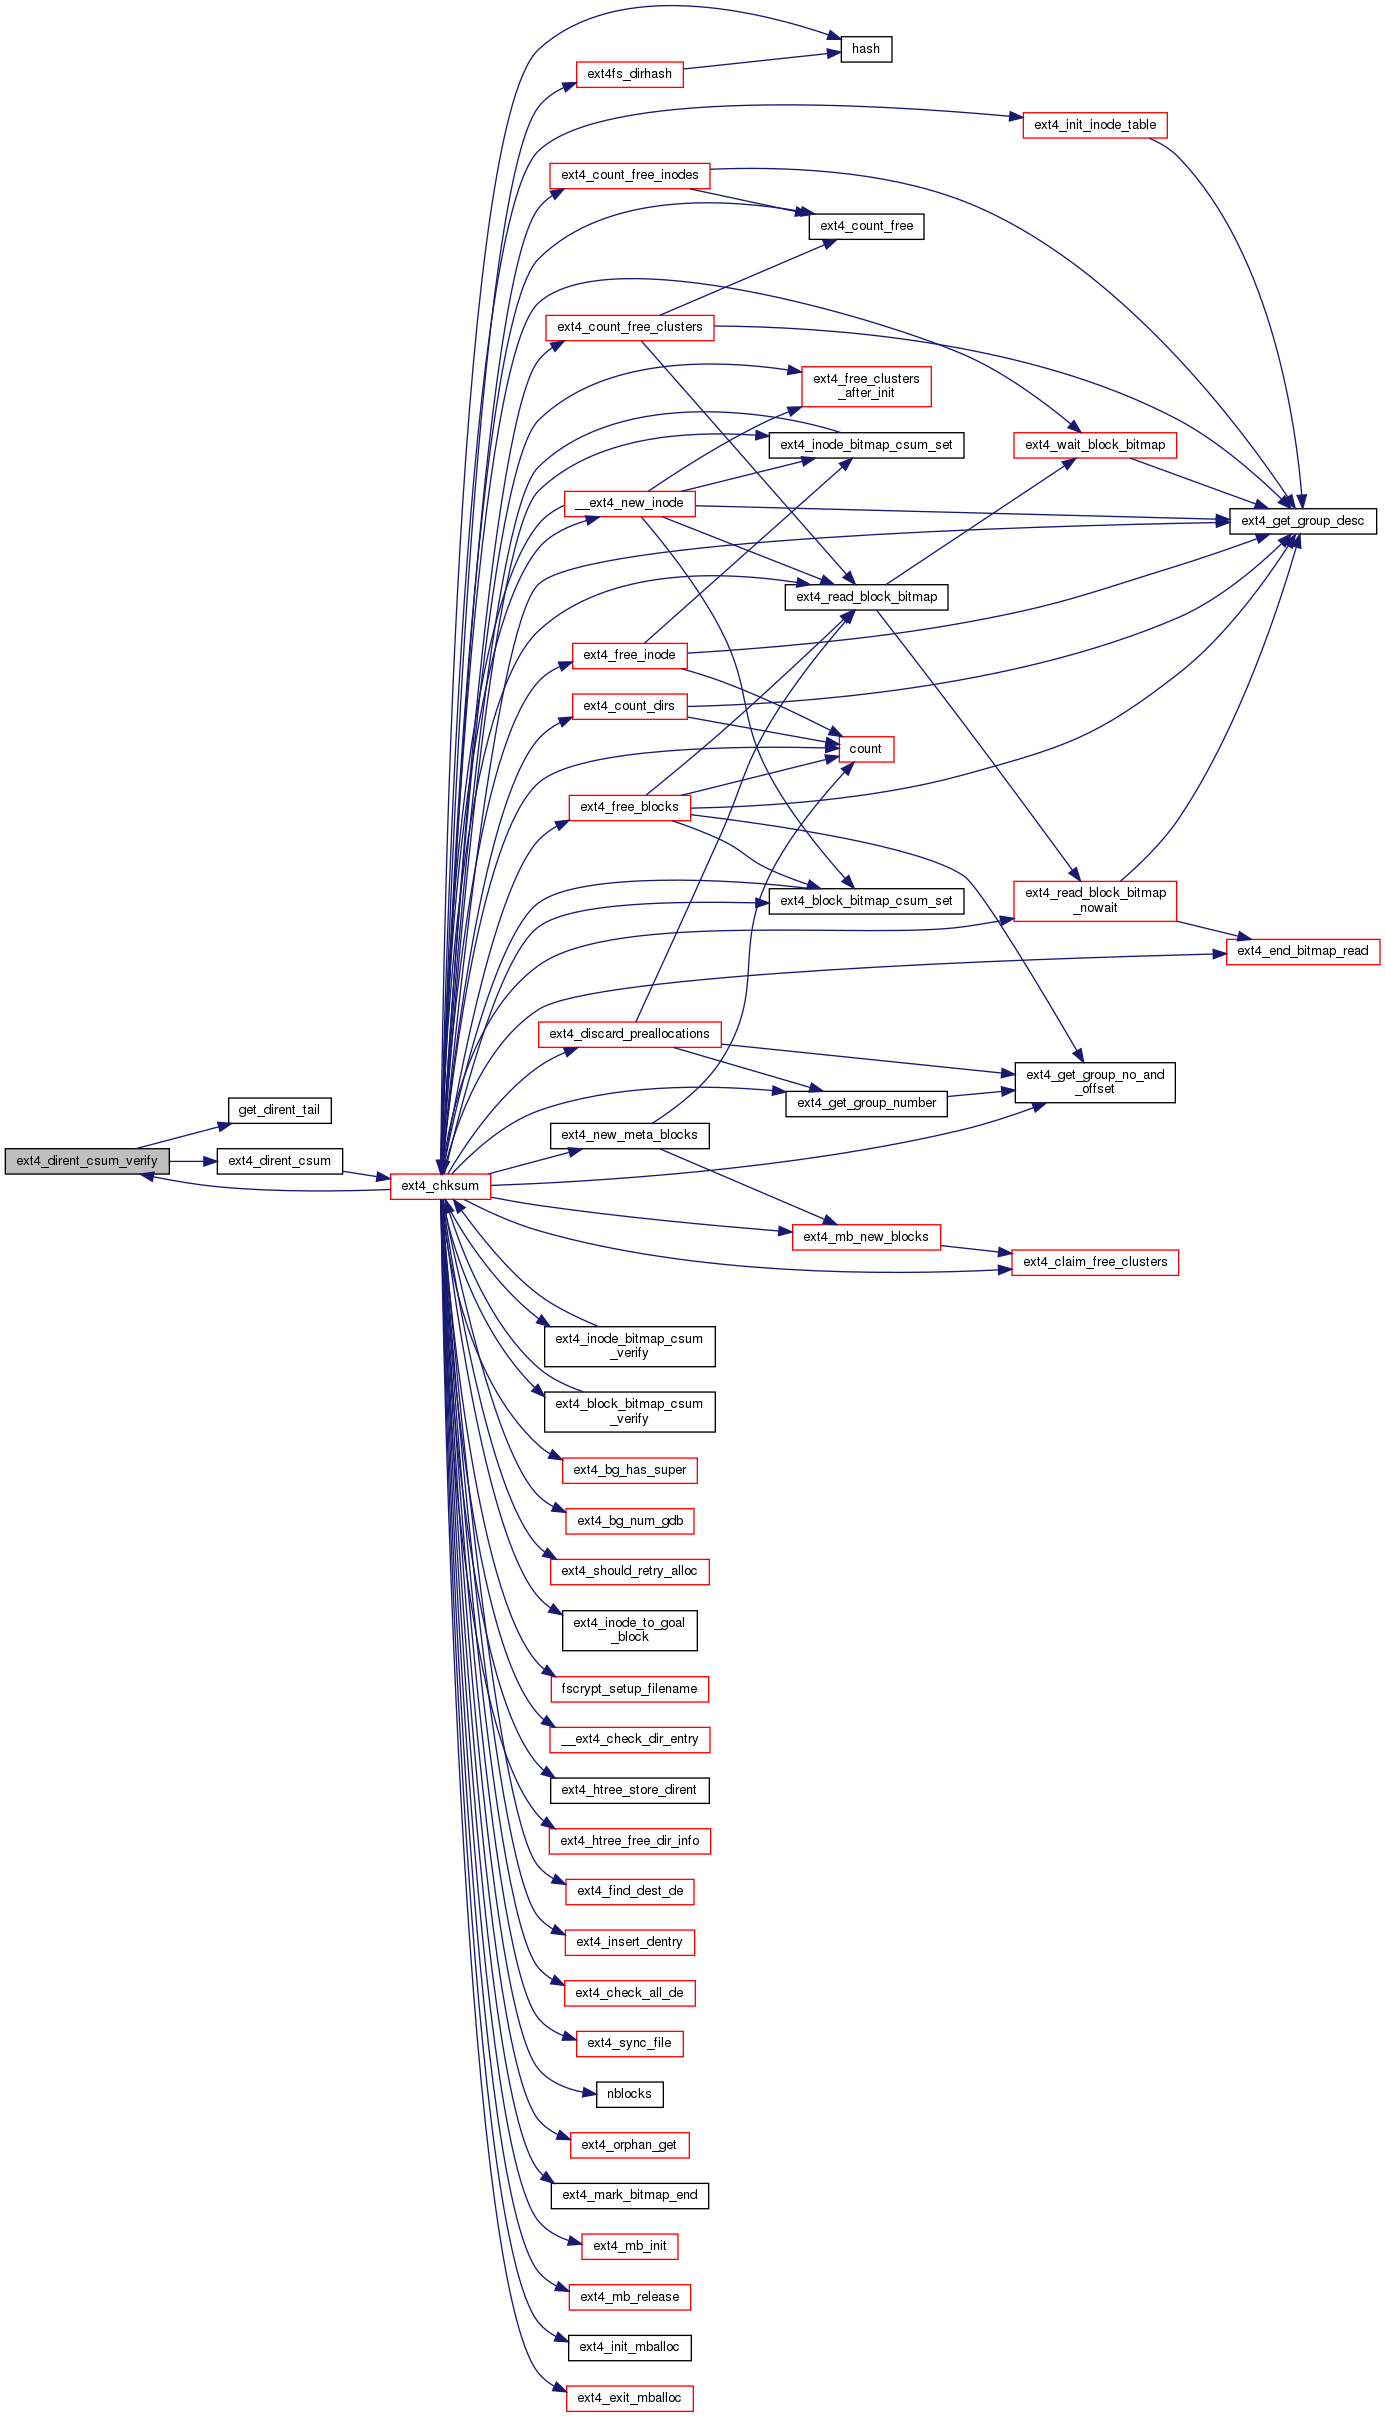 hash
ext4fs_dirhash
ext4_init_inode_table
ext4_count_free_inodes
ext4_count_free
ext4_count_free_clusters
ext4_free_clusters
_after_init
ext4_inode_bitmap_csum_set
ext4_wait_block_bitmap
__ext4_new_inode
ext4_get_group_desc
ext4_read_block_bitmap
ext4_free_inode
ext4_count_dirs
count
ext4_free_blocks
ext4_read_block_bitmap
_nowait
ext4_block_bitmap_csum_set
ext4_end_bitmap_read
ext4_discard_preallocations
ext4_get_group_no_and
_offset
ext4_get_group_number
get_dirent_tail
ext4_new_meta_blocks
ext4_dirent_csum_verify
ext4_dirent_csum
ext4_chksum
ext4_mb_new_blocks
ext4_claim_free_clusters
ext4_inode_bitmap_csum
_verify
ext4_block_bitmap_csum
_verify
ext4_bg_has_super
ext4_bg_num_gdb
ext4_should_retry_alloc
ext4_inode_to_goal
_block
fscrypt_setup_filename
__ext4_check_dir_entry
ext4_htree_store_dirent
ext4_htree_free_dir_info
ext4_find_dest_de
ext4_insert_dentry
ext4_check_all_de
ext4_sync_file
nblocks
ext4_orphan_get
ext4_mark_bitmap_end
ext4_mb_init
ext4_mb_release
ext4_init_mballoc
ext4_exit_mballoc